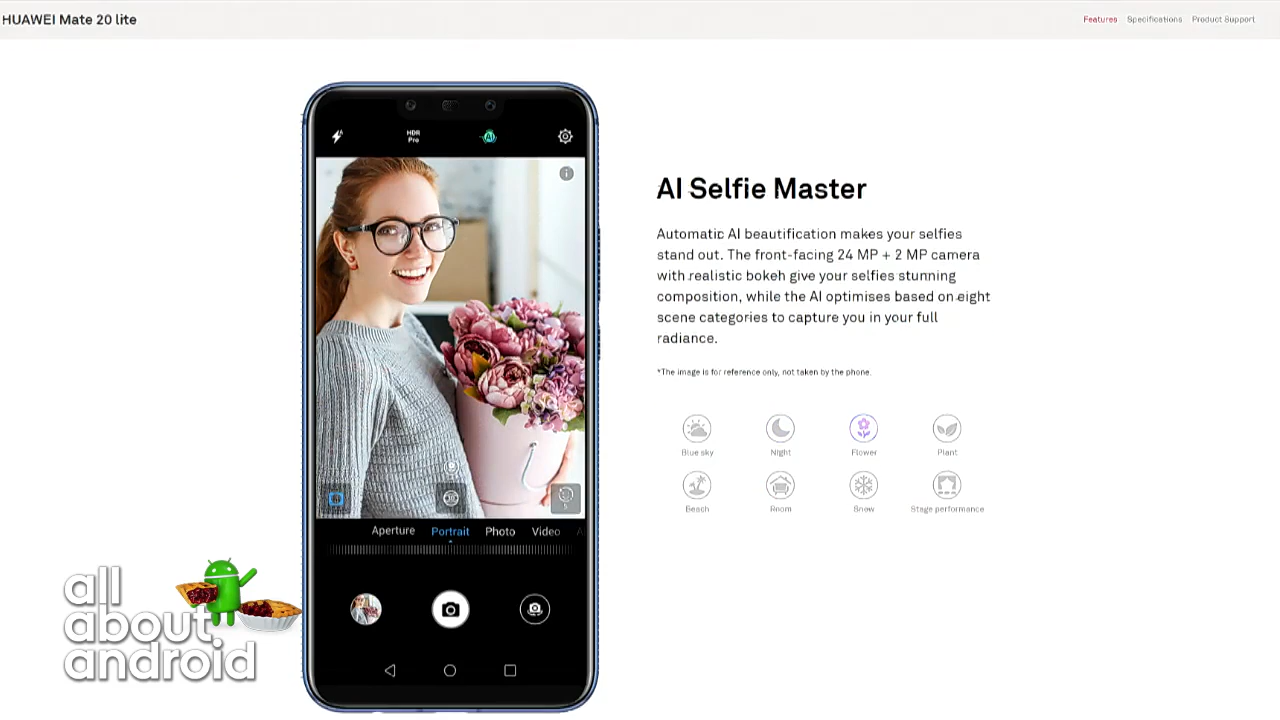 HUAWEI Mate 20 lite
Features Specifications Product Support
HDR
Pro
AI
AI Selfie Master
Automatic AI beautification makes your selfies
stand out. The front-facing 24 MP + 2 MP camera
with realistic bokeh give your selfies stunning
composition, while the AI optimises based on eight
scene categories to capture you in your full
radiance.
*The image is for reference only, not taken by the phone.
Blue sky Night Flower Plant
Beach Room Snow Stage performance
Aperture Portrait Photo Video
all
about
android